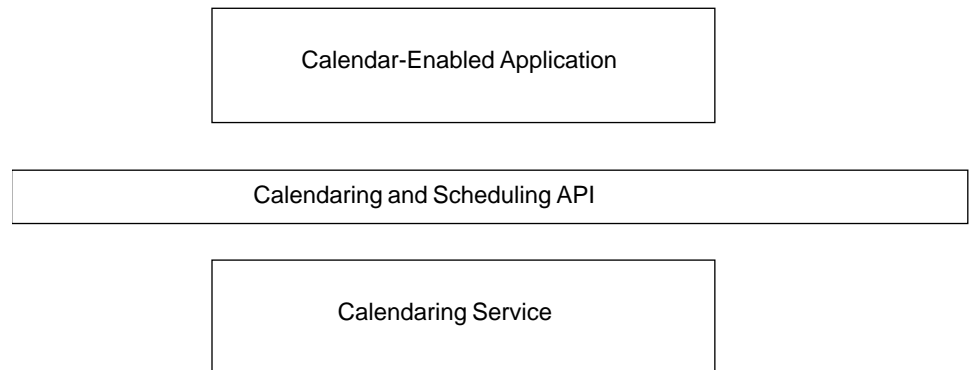 Calendar-Enabled Application
Calendaring and Scheduling API
Calendaring Service